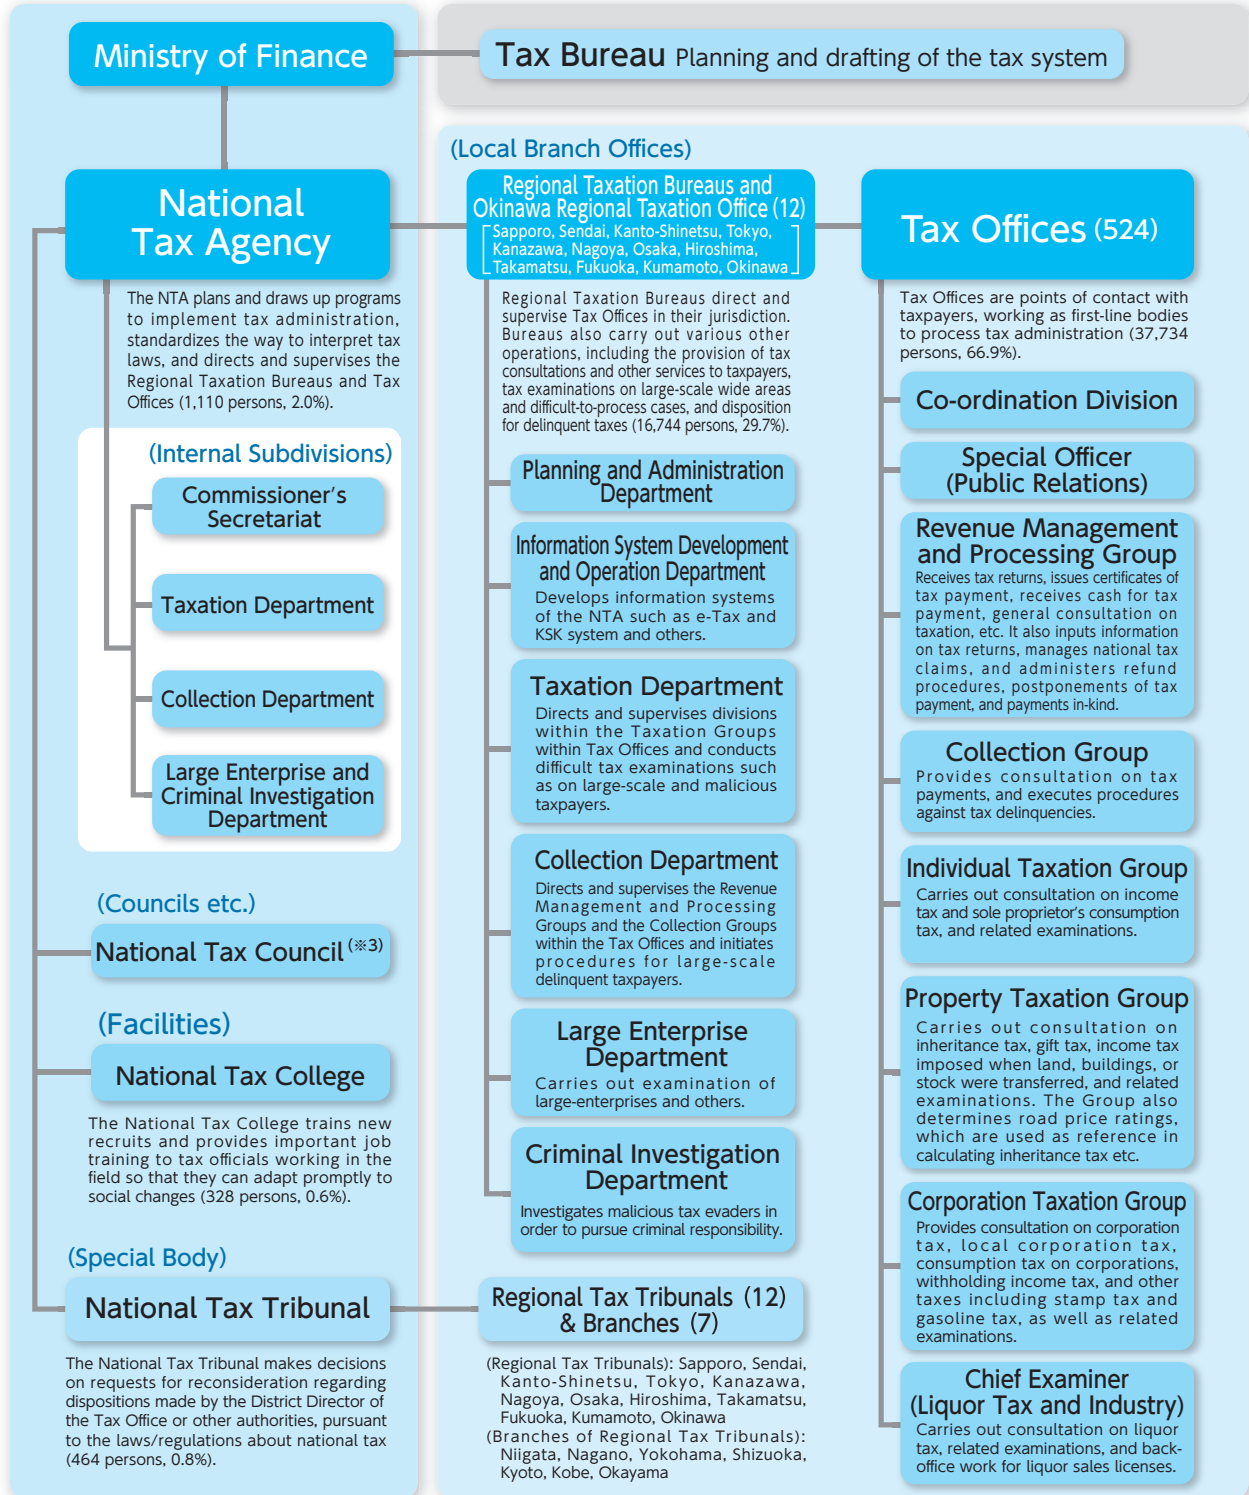 Ministry of Finance
Tax Bureau Planning and drafting of the tax system
National
Tax Agency
The NTA plans and draws up programs
to implement tax administration,
standardizes the way to interpret tax
laws, and directs and supervises the
Regional Taxation Bureaus and Tax
Offices (1,110 persons, 2.0%).
(Internal Subdivisions)
Commissioner's
Secretariat
Taxation Department
Collection Department
Large Enterprise and
Criminal Investigation
Department
(Councils etc.)
National Tax Council (※3)
(Facilities)
National Tax College
The National Tax College trains new
recruits and provides important job
training to tax officials working in the
field so that they can adapt promptly to
social changes (328 persons, 0.6%).
(Special Body)
National Tax Tribunal
The National Tax Tribunal makes decisions
on requests for reconsideration regarding
dispositions made by the District Director of
the Tax Office or other authorities, pursuant
to the laws/regulations about national tax
(464 persons, 0.8%).
(Local Branch Offices)
Regional Taxation Bureaus and
Okinawa Regional Taxation Office (12)
[Sapporo, Sendai, Kanto-Shinetsu, Tokyo,
Kanazawa, Nagoya, Osaka, Hiroshima,
Takamatsu, Fukuoka, Kumamoto, Okinawa]
Regional Taxation Bureaus direct and
supervise Tax Offices in their jurisdiction.
Bureaus also carry out various other
operations, including the provision of tax
consultations and other services to taxpayers,
tax examinations on large-scale wide areas
and difficult-to-process cases, and disposition
for delinquent taxes (16,744 persons, 29.7%).
Planning and Administration
Department
Information System Development
and Operation Department
Develops information systems
of the NTA such as e-Tax and
KSK system and others.
Taxation Department
Directs and supervises divisions
within the Taxation Groups
within Tax Offices and conducts
difficult tax examinations such
as on large-scale and malicious
taxpayers.
Collection Department
Directs and supervises the Revenue
Management and Processing
Groups and the Collection Groups
within the Tax Offices and initiates
procedures for large-scale
delinquent taxpayers.
Large Enterprise
Department
Carries out examination of
large-enterprises and others.
Criminal Investigation
Department
Investigates malicious tax evaders in
order to pursue criminal responsibility.
Regional Tax Tribunals (12)
& Branches (7)
(Regional Tax Tribunals): Sapporo, Sendai,
Kanto-Shinetsu, Tokyo, Kanazawa,
Nagoya, Osaka, Hiroshima, Takamatsu,
Fukuoka, Kumamoto, Okinawa
(Branches of Regional Tax Tribunals):
Niigata, Nagano, Yokohama, Shizuoka,
Kyoto, Kobe, Okayama
Tax Offices (524)
Tax Offices are points of contact with
taxpayers, working as first-line bodies
to process tax administration (37,734
persons, 66.9%).
Co-ordination Division
Special Officer
(Public Relations)
Revenue Management
and Processing Group
Receives tax returns, issues certificates of
tax payment, receives cash for tax
payment, general consultation on
taxation, etc. It also inputs information
on tax returns, manages national tax
claims, and administers refund
procedures, postponements of tax
payment, and payments in-kind.
Collection Group
Provides consultation on tax
payments, and executes procedures
against tax delinquencies.
Individual Taxation Group
Carries out consultation on income
tax and sole proprietor's consumption
tax, and related examinations.
Property Taxation Group
Carries out consultation on
inheritance tax, gift tax, income tax
imposed when land, buildings, or
stock were transferred, and related
examinations. The Group also
determines road price ratings,
which are used as reference in
calculating inheritance tax etc.
Corporation Taxation Group
Provides consultation on corporation
tax, local corporation tax,
consumption tax on corporations,
withholding income tax, and other
taxes including stamp tax and
gasoline tax, as well as related
examinations.
Chief Examiner
(Liquor Tax and Industry)
Carries out consultation on liquor
tax, related examinations, and back-
office work for liquor sales licenses.